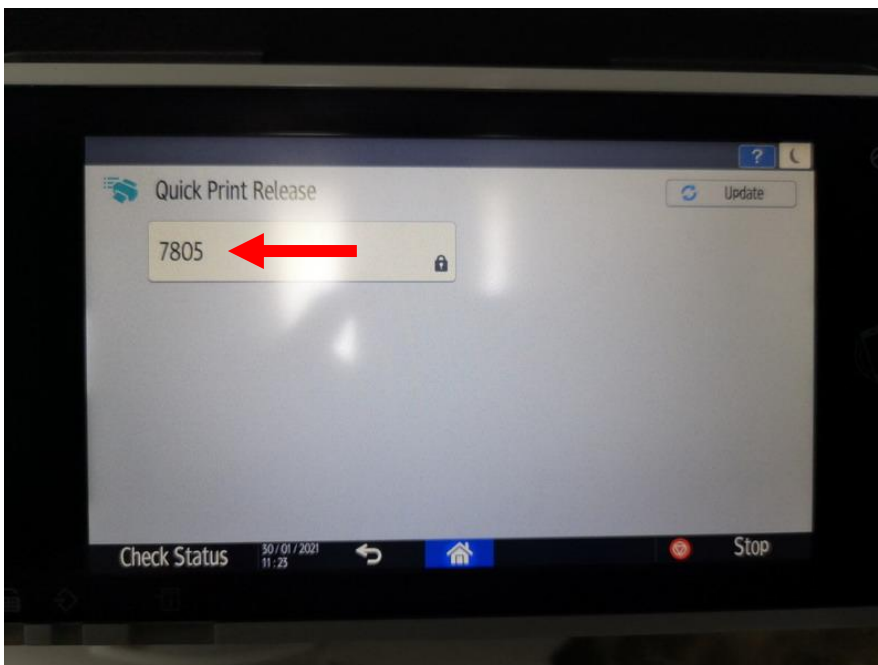 ?
Quick Print Release
Update
7805
Check Status
30/01/2021
11:23
Stop